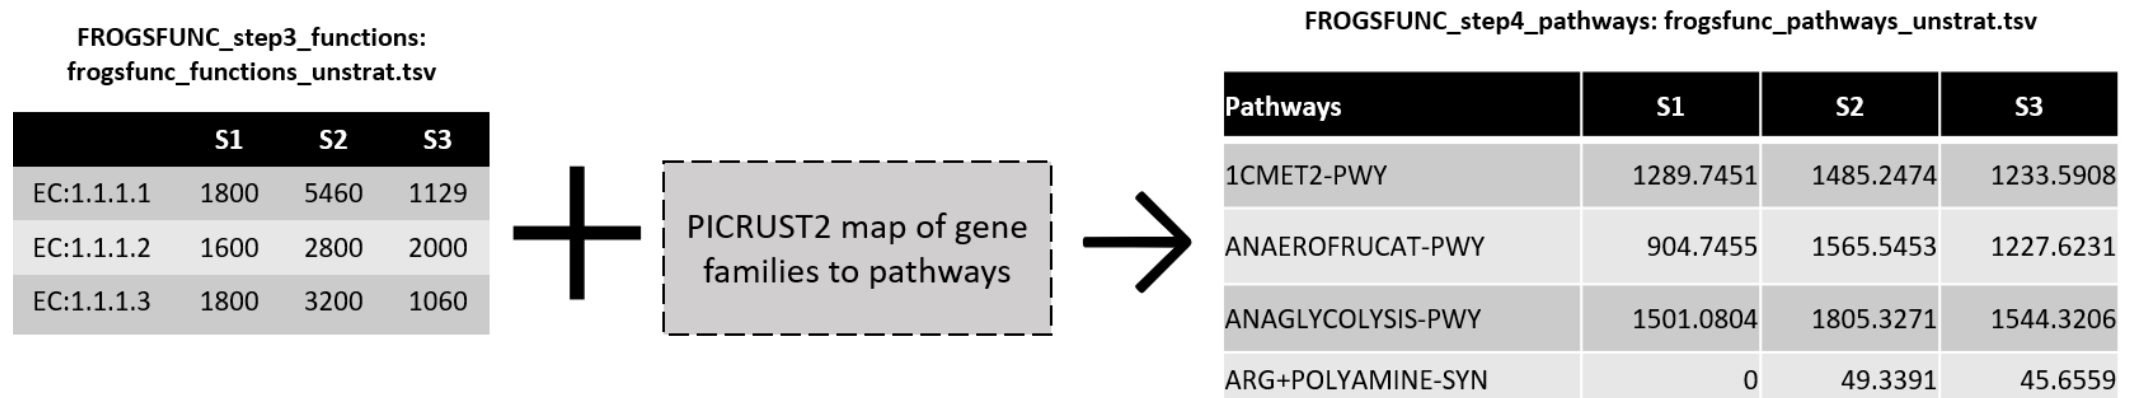 FROGSFUNC_step3_functions:
frogsfunc_functions_unstrat.tsv
S1 S2 S3
EC:1.1.1.1 1800 5460 1129
EC:1.1.1.2 1600 2800 2000
EC:1.1.1.3 1800 3200 1060
PICRUST2 map of gene
families to pathways
FROGSFUNC_step4_pathways: frogsfunc_pathways_unstrat.tsv
Pathways S1 S2 S3
1CMET2-PWY 1289.7451 1485.2474 1233.5908
ANAEROFRUCAT-PWY 904.7455 1565.5453 1227.6231
ANAGLYCOLYSIS-PWY 1501.0804 1805.3271 1544.3206
ARG+POLYAMINE-SYN 0 49.3391 45.6559